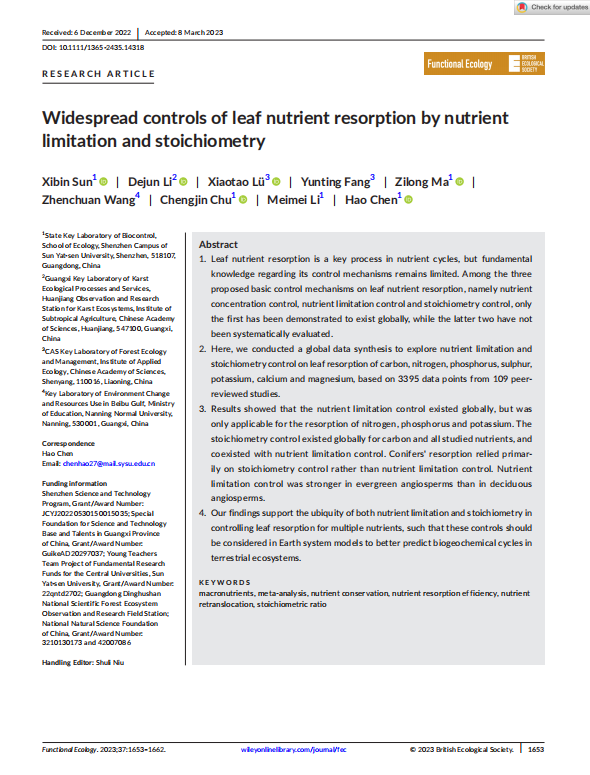 Check for updates
Received: 6 December 2022 | Accepted: 8 March 2023
DOI: 10.1111/1365-2435.14318
RESEARCH ARTICLE
Functional Ecology
BRITISH
ECOLOGICAL
SOCIETY
Widespread controls of leaf nutrient resorption by nutrient
limitation and stoichiometry
Xibin Sun1 | Dejun Li2 | Xiaotao Lü3 | Yunting Fang3 | Zilong Ma1 |
Zhenchuan Wang4 | Chengjin Chu1 | Meimei Li1 | Hao Chen1
1State Key Laboratory of Biocontrol,
School of Ecology, Shenzhen Campus of
Sun Yat-sen University, Shenzhen, 518107,
Guangdong, China
2Guangxi Key Laboratory of Karst
Ecological Processes and Services,
Huanjiang Observation and Research
Station for Karst Ecosystems, Institute of
Subtropical Agriculture, Chinese Academy
of Sciences, Huanjiang, 547100, Guangxi,
China
3CAS Key Laboratory of Forest Ecology
and Management, Institute of Applied
Ecology, Chinese Academy of Sciences,
Shenyang, 110016, Liaoning, China
4Key Laboratory of Environment Change
and Resources Use in Beibu Gulf, Ministry
of Education, Nanning Normal University,
Nanning, 530001, Guangxi, China
Correspondence
Hao Chen
Email: chenhao27@mail.sysu.edu.cn
Funding information
Shenzhen Science and Technology
Program, Grant/Award Number:
JCYJ20220530150015035; Special
Foundation for Science and Technology
Base and Talents in Guangxi Province
of China, Grant/Award Number:
GuikeAD20297037; Young Teachers
Team Project of Fundamental Research
Funds for the Central Universities, Sun
Yat-sen University, Grant/Award Number:
22qntd2702; Guangdong Dinghushan
National Scientific Forest Ecosystem
Observation and Research Field Station;
National Natural Science Foundation
of China, Grant/Award Number:
3210130173 and 42007086
Handling Editor: Shuli Niu
Abstract
1. Leaf nutrient resorption is a key process in nutrient cycles, but fundamental
knowledge regarding its control mechanisms remains limited. Among the three
proposed basic control mechanisms on leaf nutrient resorption, namely nutrient
concentration control, nutrient limitation control and stoichiometry control, only
the first has been demonstrated to exist globally, while the latter two have not
been systematically evaluated.
2. Here, we conducted a global data synthesis to explore nutrient limitation and
stoichiometry control on leaf resorption of carbon, nitrogen, phosphorus, sulphur,
potassium, calcium and magnesium, based on 3395 data points from 109 peer-
reviewed studies.
3. Results showed that the nutrient limitation control existed globally, but was
only applicable for the resorption of nitrogen, phosphorus and potassium. The
stoichiometry control existed globally for carbon and all studied nutrients, and
coexisted with nutrient limitation control. Conifers' resorption relied primar-
ily on stoichiometry control rather than nutrient limitation control. Nutrient
limitation control was stronger in evergreen angiosperms than in deciduous
angiosperms.
4. Our findings support the ubiquity of both nutrient limitation and stoichiometry in
controlling leaf resorption for multiple nutrients, such that these controls should
be considered in Earth system models to better predict biogeochemical cycles in
terrestrial ecosystems.
KEYWORDS
macronutrients, meta-analysis, nutrient conservation, nutrient resorption efficiency, nutrient
retranslocation, stoichiometric ratio
Functional Ecology. 2023;37:1653–1662.
wileyonlinelibrary.com/journal/fec
© 2023 British Ecological Society. | 1653